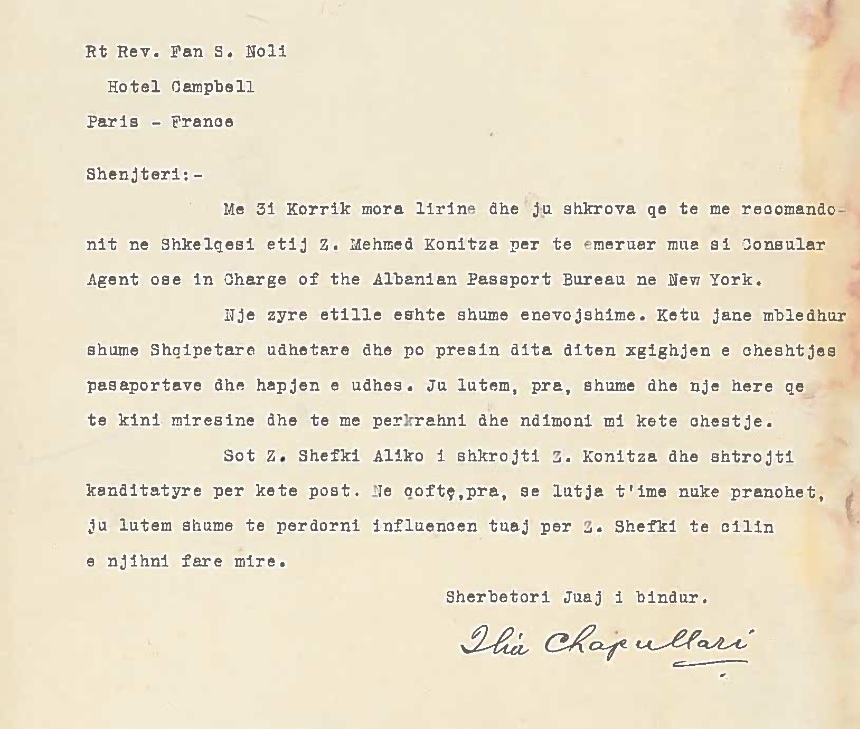 Rt Rev. Fan S. Noli
Hotel Campbell
Paris - France
Shenjteri:-
Me 3i Korrik mora lirine dhe ju shkrova qe te me recomando-
nit ne Shkelqesi etij Z. Mehmed Konitza per te emeruar mua si Consular
Agent ose in Charge of the Albanian Passport Bureau ne New York.
Nje zyre etille eshte shume enevojshime. Ketu jane mbledhur
shume Shqipetare udhetare dhe po presin dita diten xgighjen e cheshtjes
pasaportave dhe hapjen e udhes. Ju lutem, pra, shume dhe nje here qe
te kini miresine dhe te me perkrahni dhe ndimoni mi kete chestje.
Sot Z. Shefki Aliko i shkrojti Z. Konitza dhe shtrojti
kanditatyre per kete post. Ne qofte,pra, se lutja t'ime nuke pranohet,
ju lutem shume te perdorni influencen tuaj per Z. Shefki te cilin
e njihni fare mire.
Sherbetori Juaj i bindur.
Ilia Chapullari